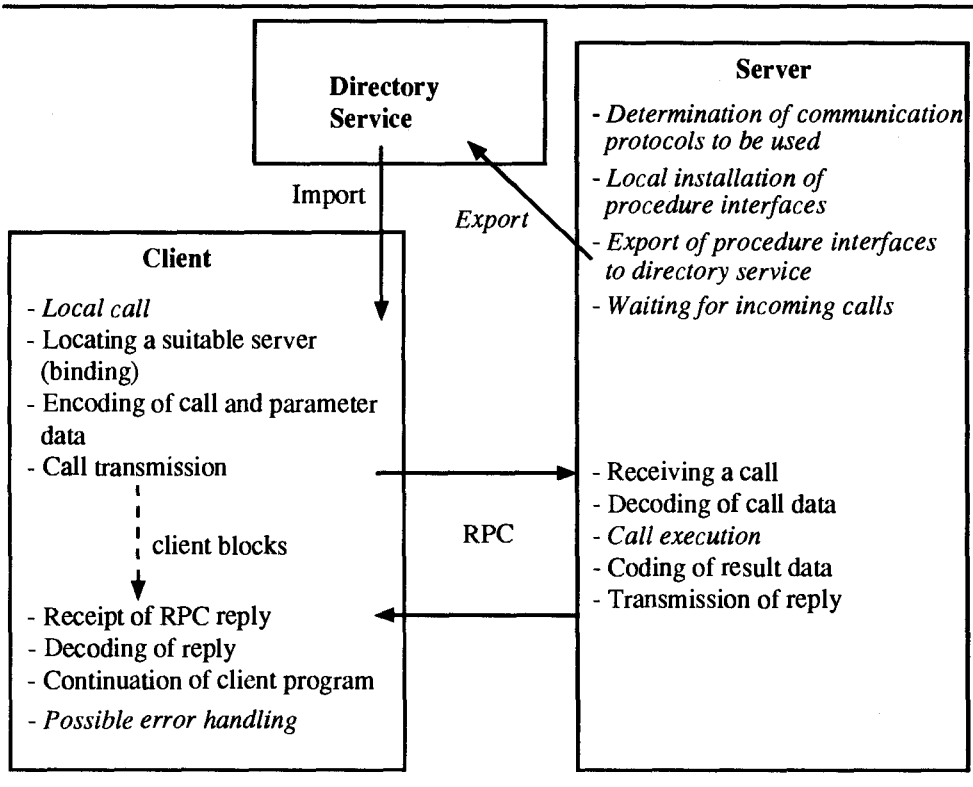 Directory
Service
Import
Export
Client
- Local call
- Locating a suitable server
(binding)
- Encoding of call and parameter
data
- Call transmission
client blocks
- Receipt of RPC reply
- Decoding of reply
- Continuation of client program
- Possible error handling
RPC
Server
- Determination of communication
protocols to be used
- Local installation of
procedure interfaces
- Export of procedure interfaces
to directory service
- Waiting for incoming calls
- Receiving a call
- Decoding of call data
- Call execution
- Coding of result data
- Transmission of reply